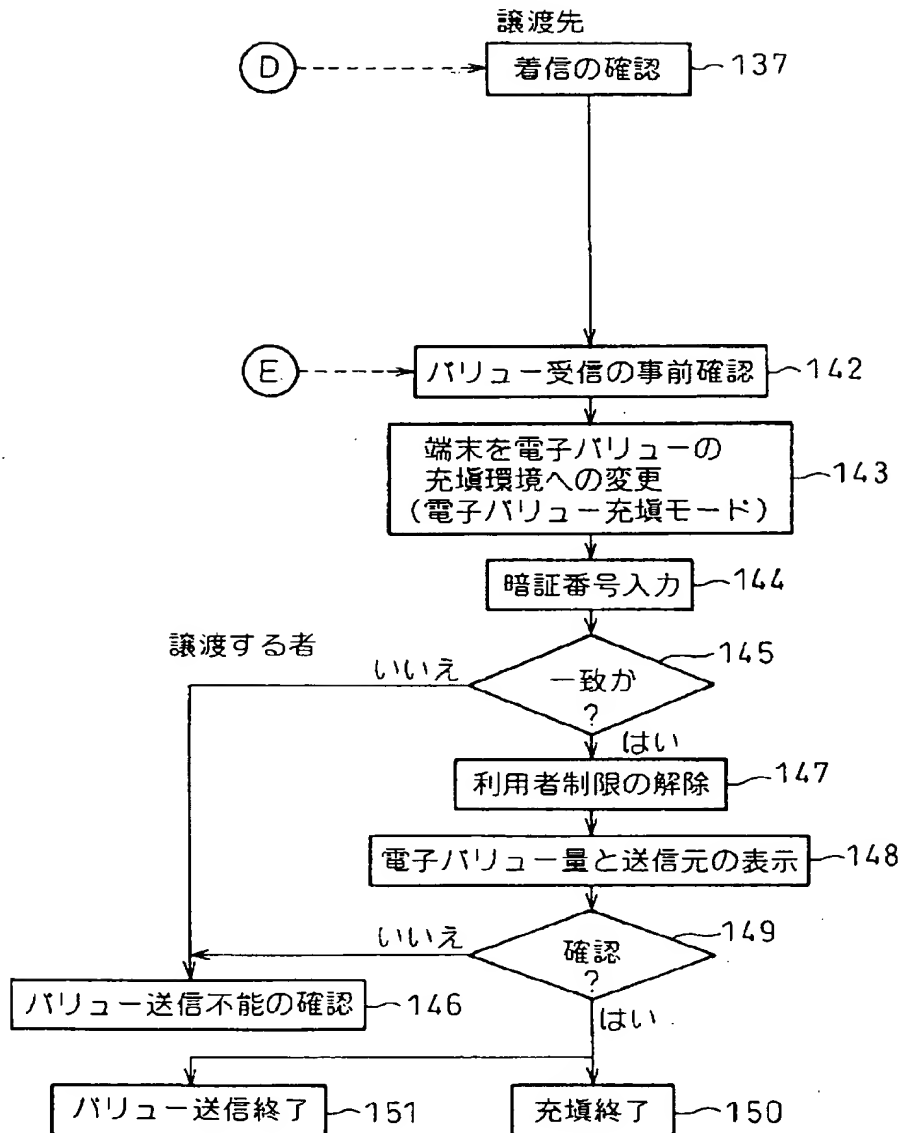 譲渡先
D
着信の確認
137
E
バリュー受信の事前確認
142
端末を電子バリューの
充塡環境への変更
(電子バリュー充塡モード)
143
暗証番号入力
144
譲渡する者
いいえ
一致か
?
145
はい
利用者制限の解除
147
電子バリュー量と送信元の表示
148
いいえ
確認
?
149
バリュー送信不能の確認
146
はい
バリュー送信終了
151
充塡終了
150